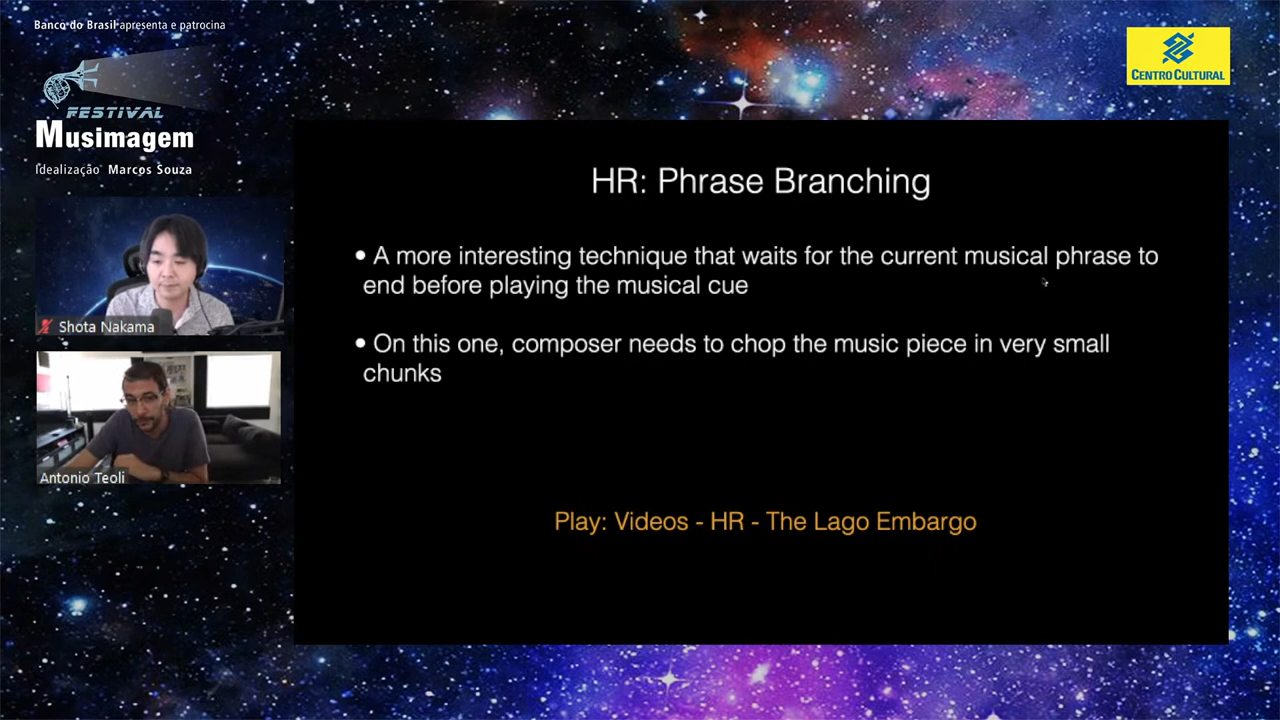 Banco do Brasil apresenta e patrocina
FESTIVAL
Musimagem
Idealização Marcos Souza
CENTRO CULTURAL
HR: Phrase Branching
• A more interesting technique that waits for the current musical phrase to
end before playing the musical cue
• On this one, composer needs to chop the music piece in very small
chunks
Play: Videos - HR - The Lago Embargo
Shota Nakama
Antonio Teoli